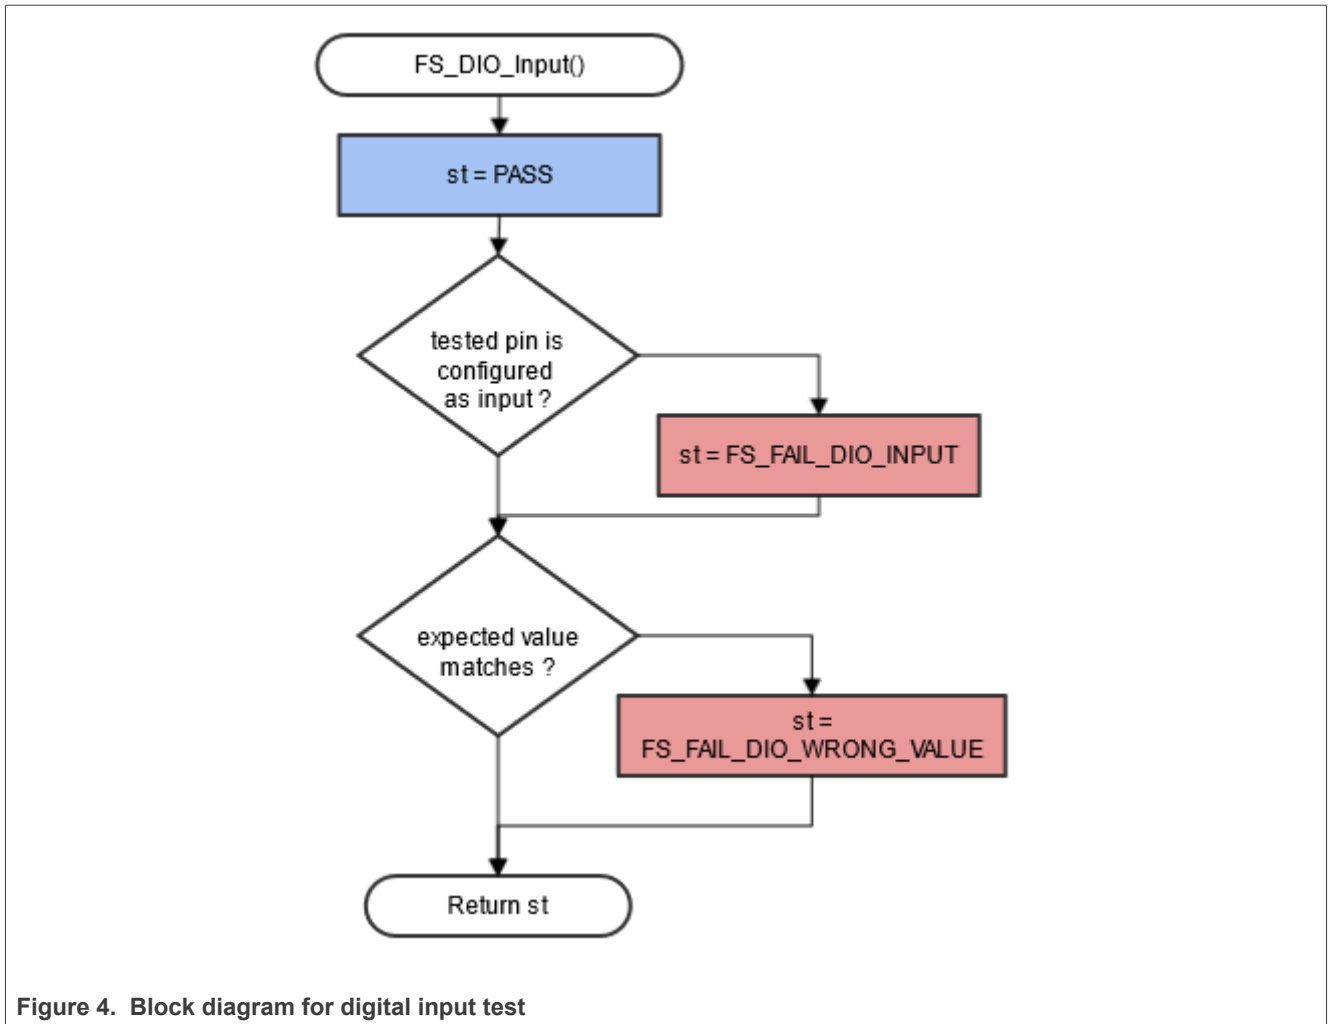 FS_DIO_Input()
st = PASS
tested pin is
configured
as input ?
st = FS_FAIL_DIO_INPUT
expected value
matches ?
st =
FS_FAIL_DIO_WRONG_VALUE
Return st
Figure 4. Block diagram for digital input test